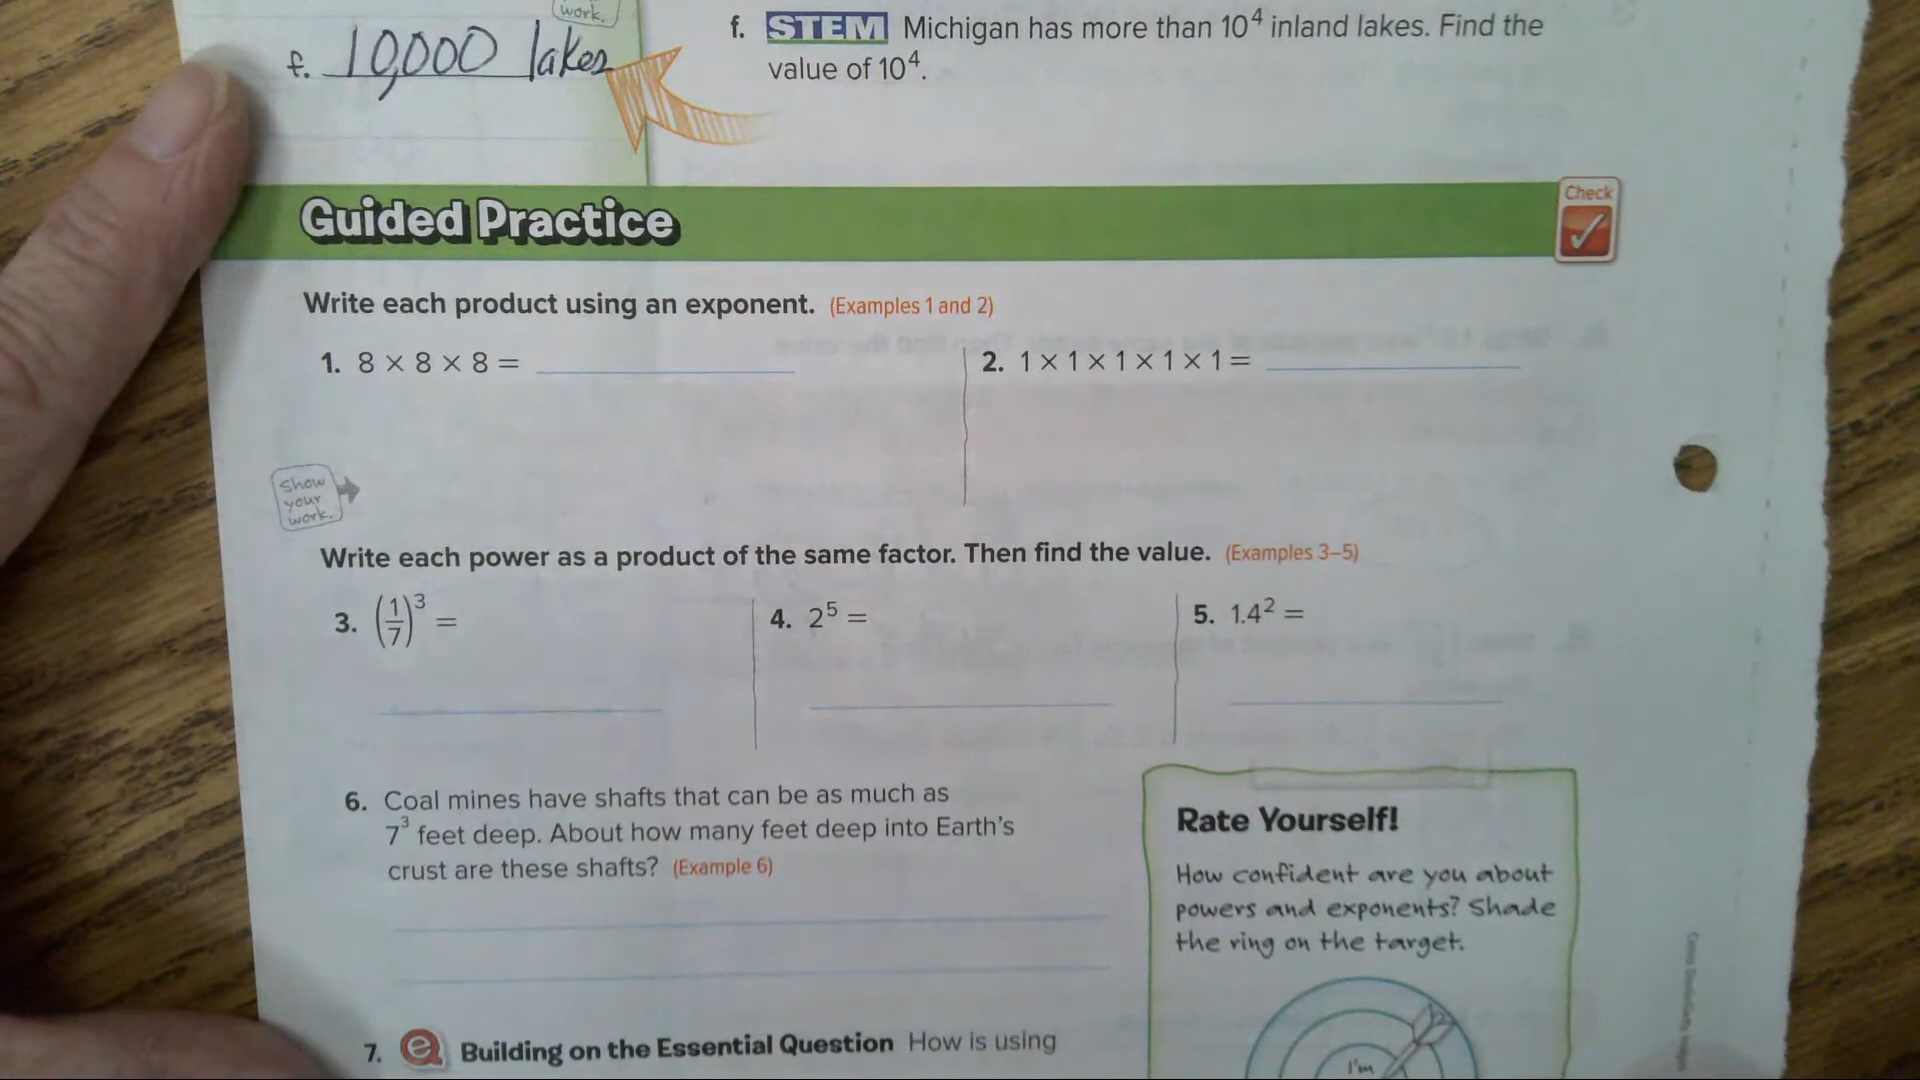 work.
f. 10,000 lakes
f. STEM Michigan has more than 10⁴ inland lakes. Find the
value of 10⁴.
Guided Practice
Check
Write each product using an exponent. (Examples 1 and 2)
1. 8 × 8 × 8 =
2. 1 × 1 × 1 × 1 × 1 =
Show
your
work.
Write each power as a product of the same factor. Then find the value. (Examples 3–5)
3. (1/7)³ =
4. 2⁵ =
5. 1.4² =
6. Coal mines have shafts that can be as much as
7³ feet deep. About how many feet deep into Earth's
crust are these shafts? (Example 6)
Rate Yourself!
How confident are you about
powers and exponents? Shade
the ring on the target.
I'm
7. e Building on the Essential Question How is using